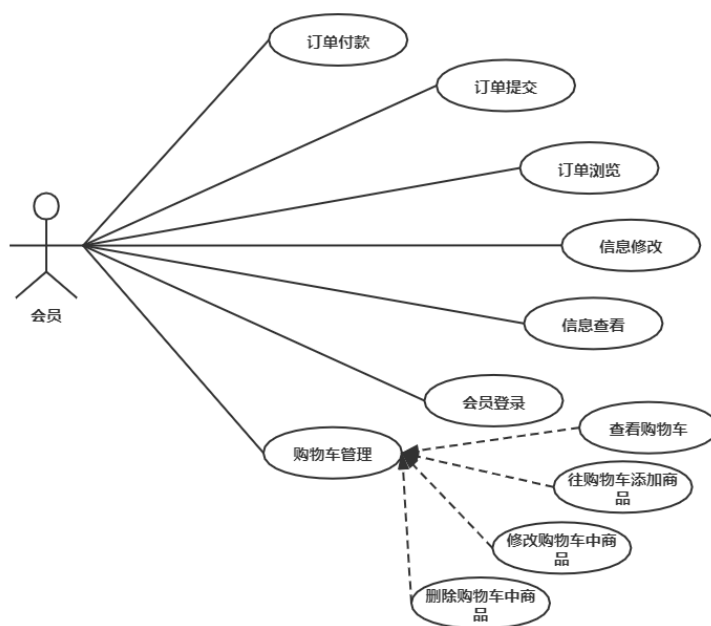 订单付款
订单提交
订单浏览
信息修改
会员
信息查看
会员登录
查看购物车
购物车管理
往购物车添加商
品
修改购物车中商
品
删除购物车中商
品